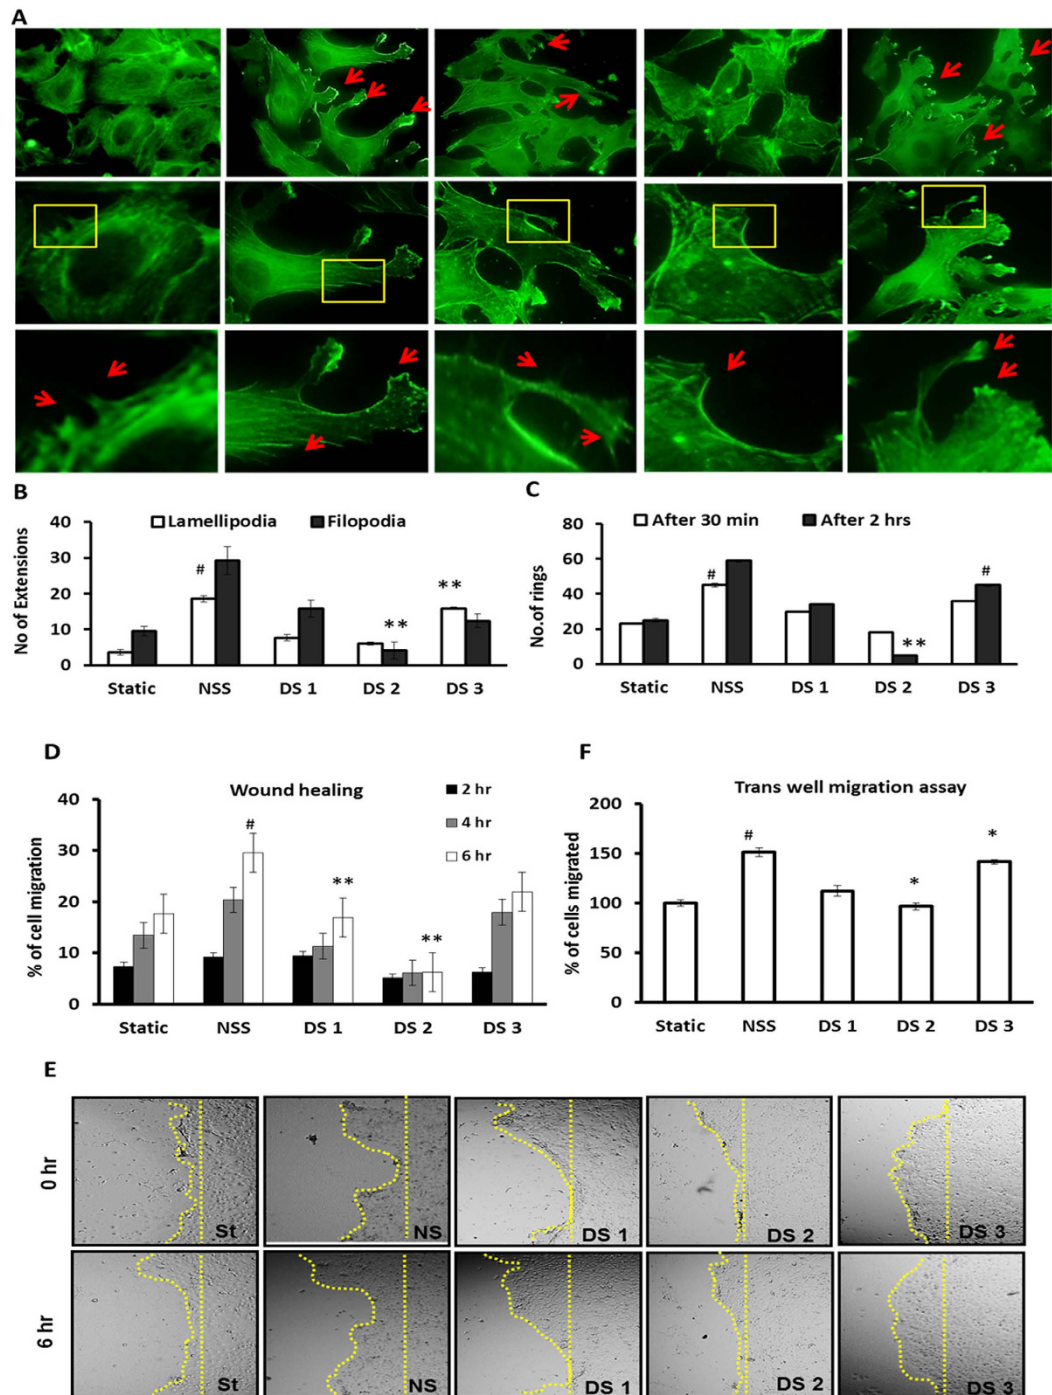 A
B
No of Extensions
40
30
20
10
0
Lamellipodia Filopodia
#
**
**
Static NSS DS 1 DS 2 DS 3
C
No.of rings
80
60
40
20
0
After 30 min After 2 hrs
#
**
#
Static NSS DS 1 DS 2 DS 3
D
Wound healing
% of cell migration
40
30
20
10
0
2 hr
4 hr
6 hr
#
**
**
Static NSS DS 1 DS 2 DS 3
F
Trans well migration assay
% of cells migrated
200
150
100
50
0
#
*
*
Static NSS DS 1 DS 2 DS 3
E
0 hr
St NS DS 1 DS 2 DS 3
6 hr
St NS DS 1 DS 2 DS 3